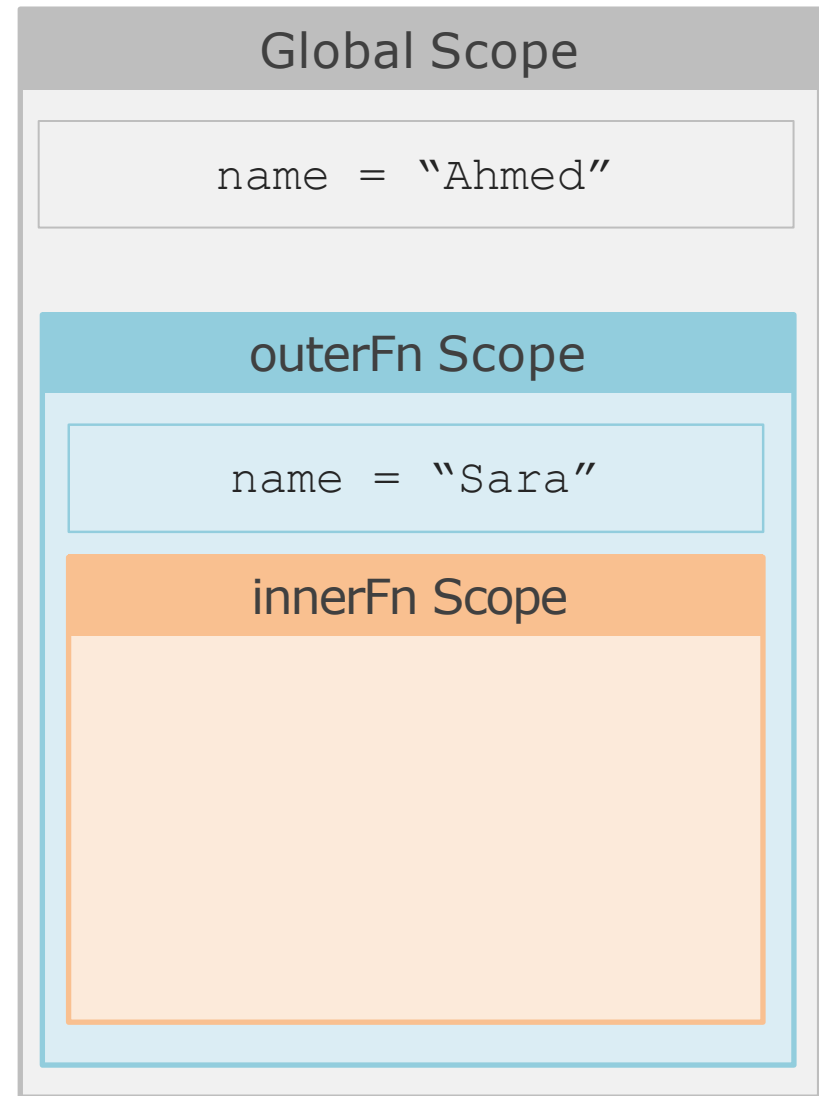 Global Scope
name = “Ahmed”
outerFn Scope
name = “Sara”
innerFn Scope